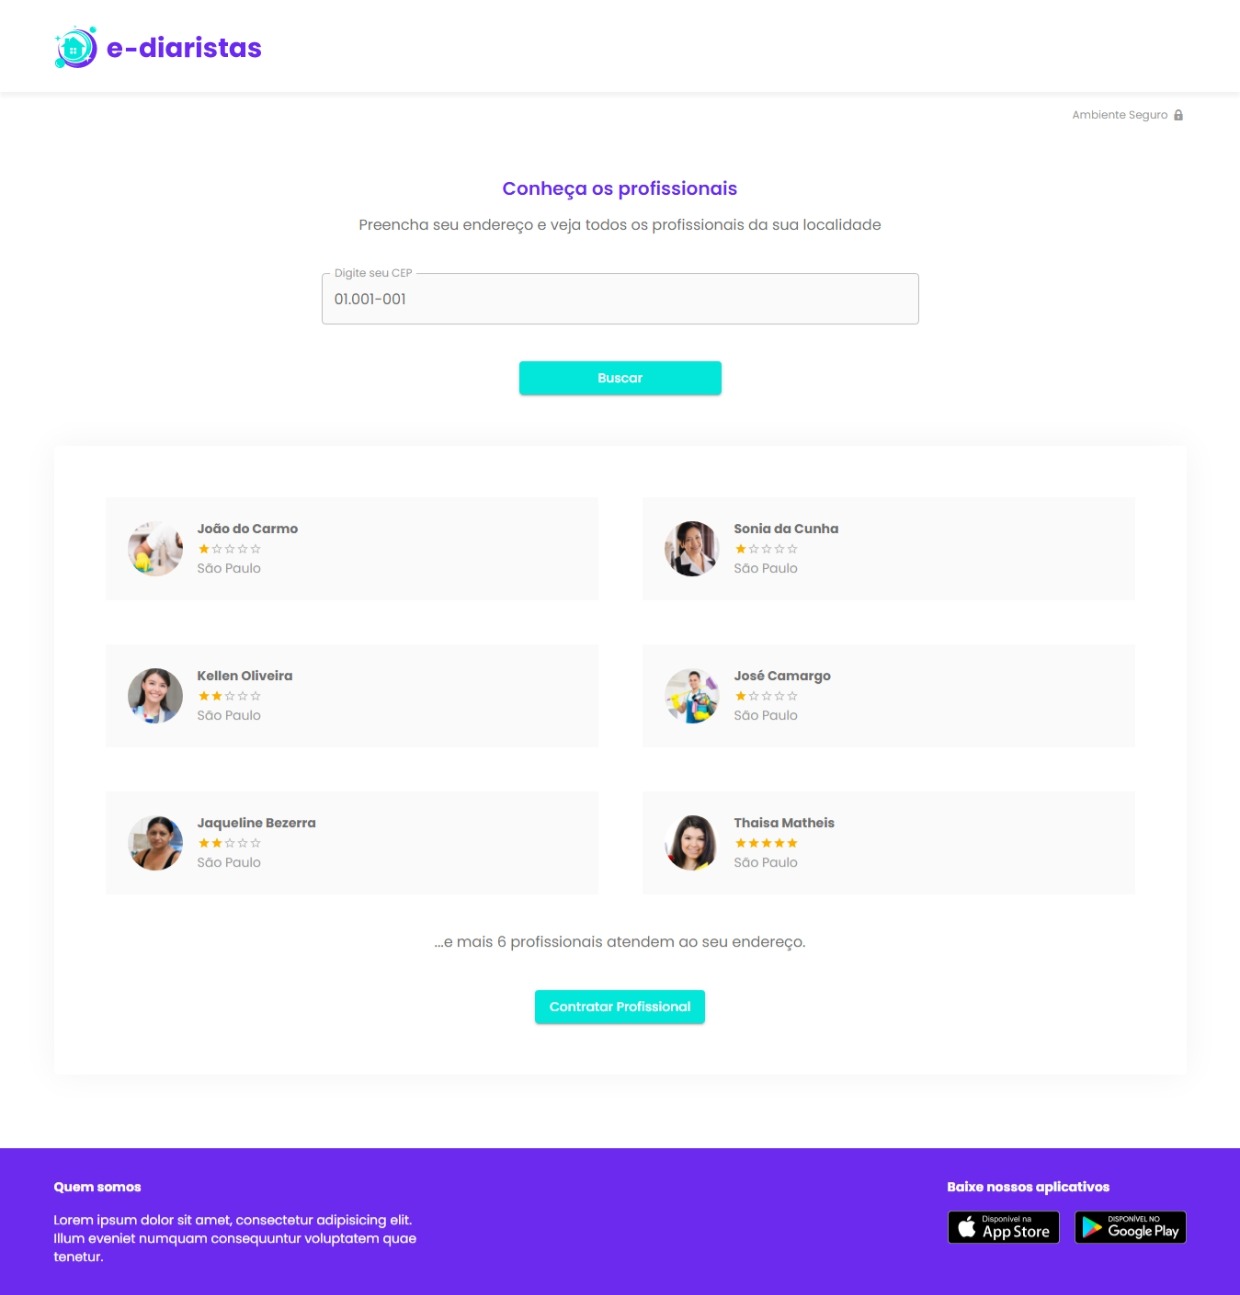 e-diaristas
Ambiente Seguro
Conheça os profissionais
Preencha seu endereço e veja todos os profissionais da sua localidade
Digite seu CEP
01.001-001
Buscar
João do Carmo
São Paulo
Sonia da Cunha
São Paulo
Kellen Oliveira
São Paulo
José Camargo
São Paulo
Jaqueline Bezerra
São Paulo
Thaisa Matheis
São Paulo
...e mais 6 profissionais atendem ao seu endereço.
Contratar Profissional
Quem somos
Lorem ipsum dolor sit amet, consectetur adipisicing elit.
Illum eveniet numquam consequuntur voluptatem quae
tenetur.
Baixe nossos aplicativos
Disponível na
App Store
DISPONÍVEL NO
Google Play